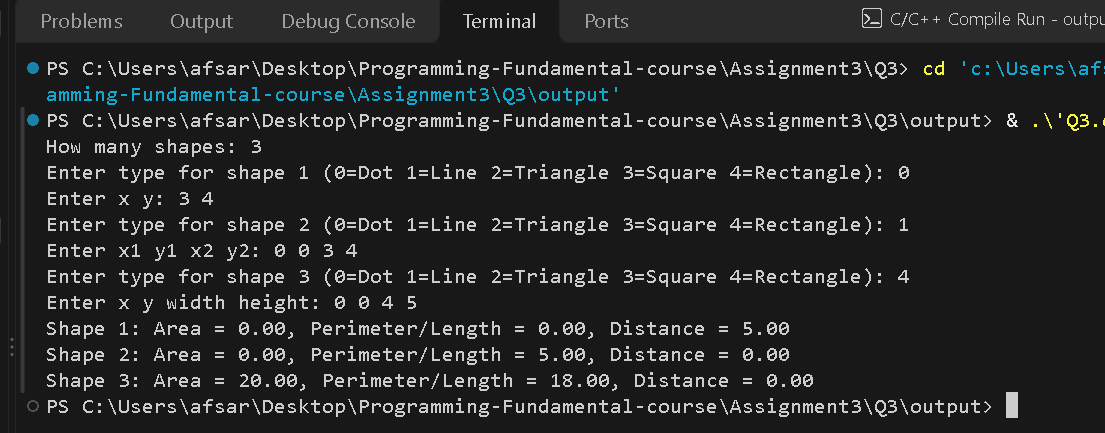 Problems Output Debug Console Terminal Ports C/C++ Compile Run - outpu
PS C:\Users\afsar\Desktop\Programming-Fundamental-course\Assignment3\Q3> cd 'c:\Users\afs
amming-Fundamental-course\Assignment3\Q3\output'
PS C:\Users\afsar\Desktop\Programming-Fundamental-course\Assignment3\Q3\output> & .\'Q3.
How many shapes: 3
Enter type for shape 1 (0=Dot 1=Line 2=Triangle 3=Square 4=Rectangle): 0
Enter x y: 3 4
Enter type for shape 2 (0=Dot 1=Line 2=Triangle 3=Square 4=Rectangle): 1
Enter x1 y1 x2 y2: 0 0 3 4
Enter type for shape 3 (0=Dot 1=Line 2=Triangle 3=Square 4=Rectangle): 4
Enter x y width height: 0 0 4 5
Shape 1: Area = 0.00, Perimeter/Length = 0.00, Distance = 5.00
Shape 2: Area = 0.00, Perimeter/Length = 5.00, Distance = 0.00
Shape 3: Area = 20.00, Perimeter/Length = 18.00, Distance = 0.00
PS C:\Users\afsar\Desktop\Programming-Fundamental-course\Assignment3\Q3\output>